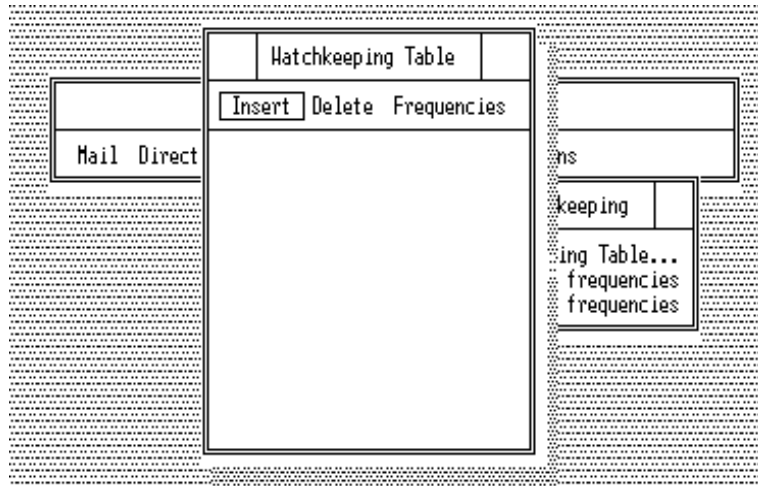 Watchkeeping Table
Insert Delete Frequencies
Mail Direct
ns
keeping
ing Table...
frequencies
frequencies